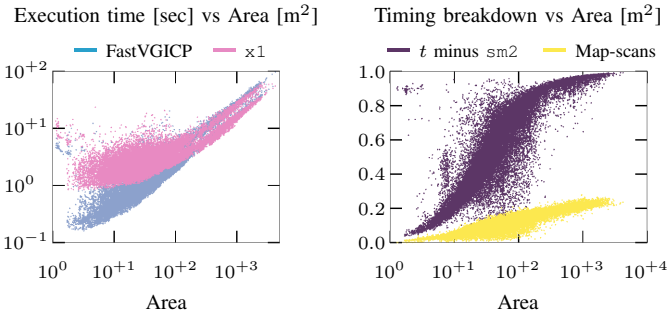 Execution time [sec] vs Area [m²]
FastVGICP x1
10⁺²
10⁺¹
10⁰
10⁻¹
10⁰ 10⁺¹ 10⁺² 10⁺³
Area
Timing breakdown vs Area [m²]
t minus sm2 Map-scans
1.0
0.8
0.6
0.4
0.2
0.0
10⁰ 10⁺¹ 10⁺² 10⁺³ 10⁺⁴
Area